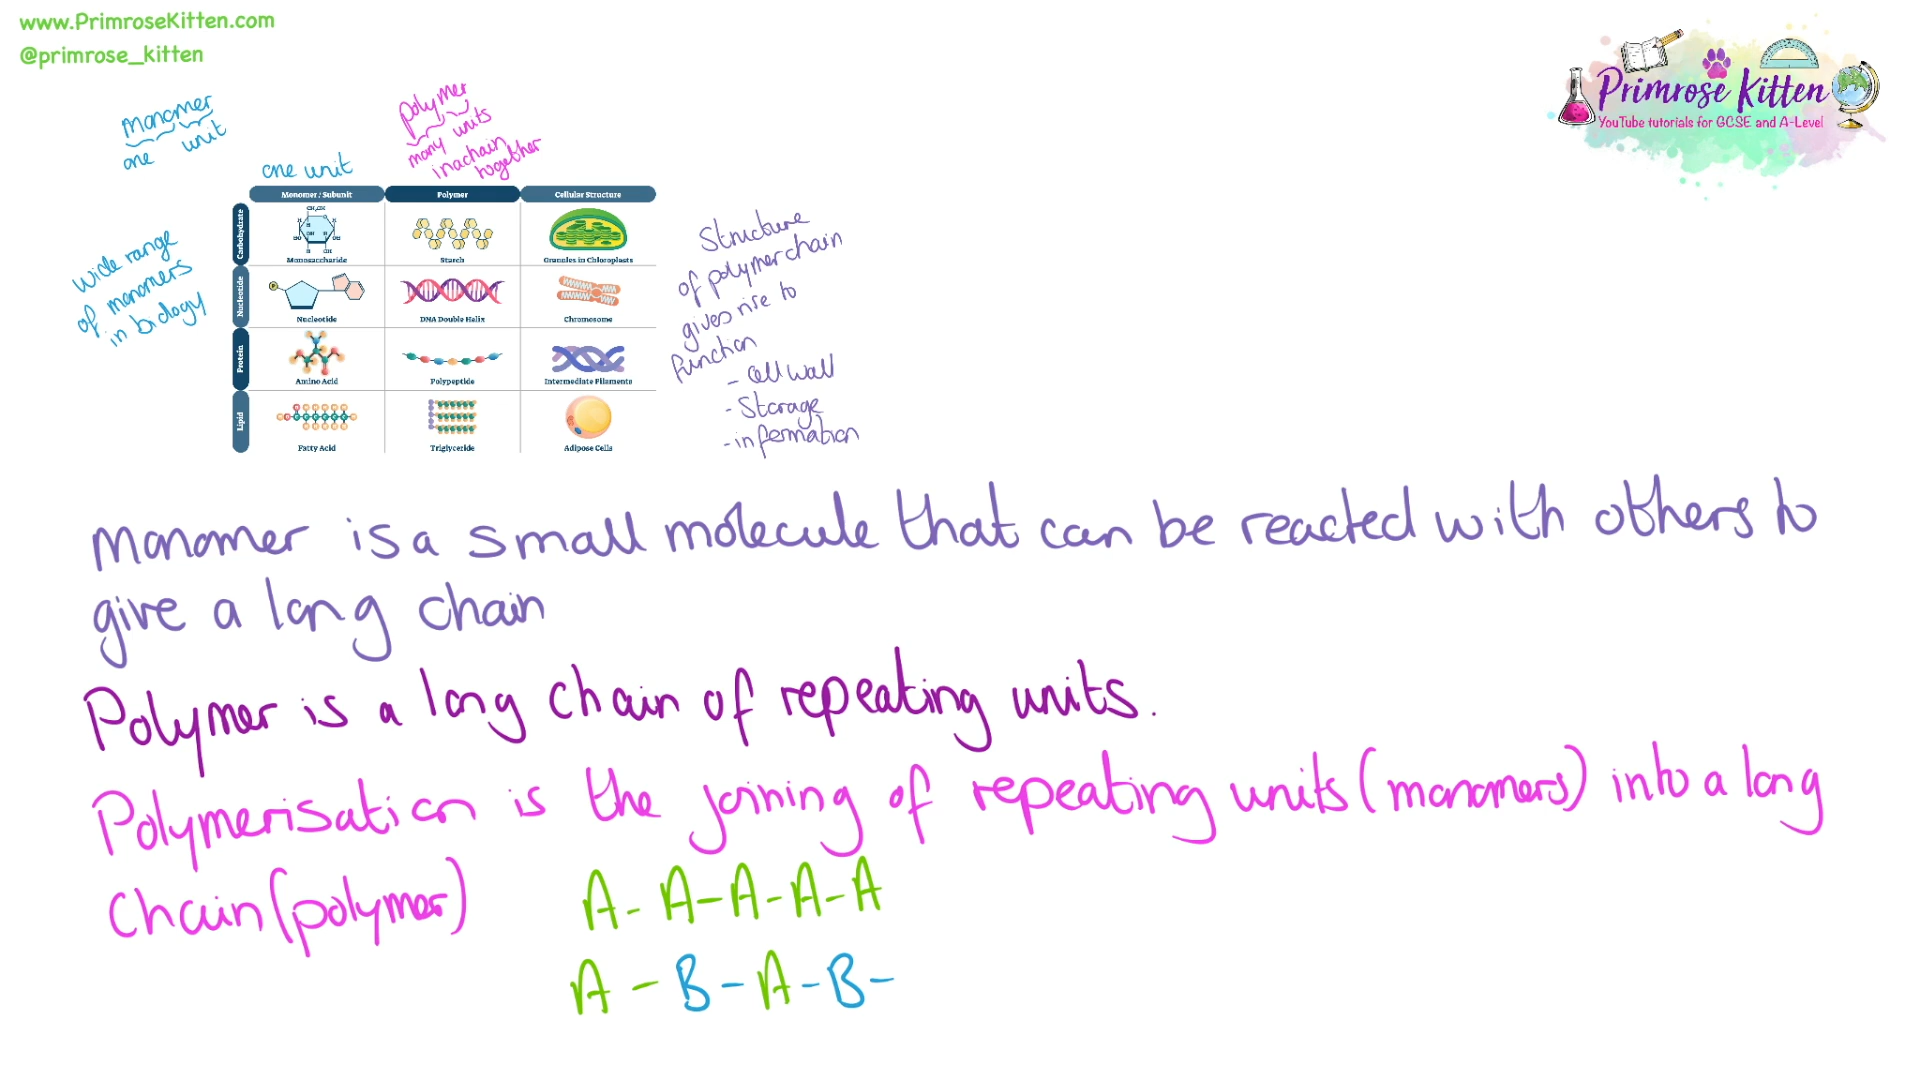 www.PrimroseKitten.com
@primrose_kitten
Primrose Kitten
YouTube tutorials for GCSE and A-Level
monomer
one unit
polymer
many units
in a chain
together
one unit
Monomer / Subunit Polymer Cellular Structure
Carbohydrate
CH₂OH
H O H
H
HO OH OH
H OH
Monosaccharide Starch Granules in Chloroplasts
Nucleotide
P
Nucleotide DNA Double Helix Chromosome
Protein
Amino Acid Polypeptide Intermediate Filaments
Lipid
Fatty Acid Triglyceride Adipose Cells
wide range
of monomers
in biology
Structure
of polymer chain
gives rise to
function
- Cell wall
- Storage
- information
Monomer is a small molecule that can be reacted with others to
give a long chain
Polymer is a long chain of repeating units.
Polymerisation is the joining of repeating units (monomers) into a long
Chain (polymer)
A - A - A - A - A
A - B - A - B -